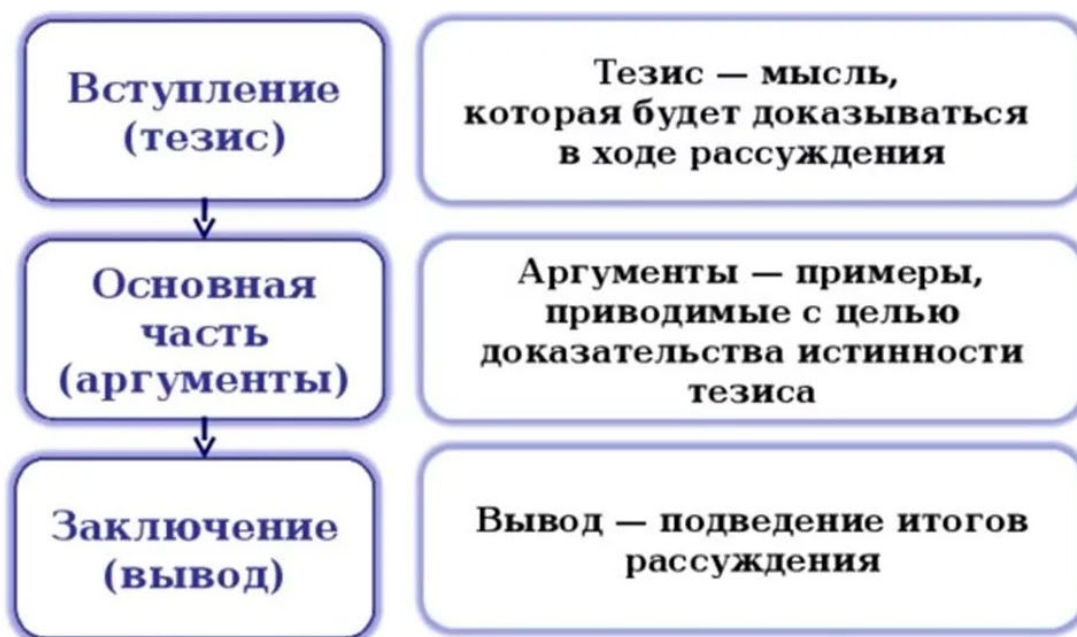 Вступление
(тезис)
Тезис — мысль,
которая будет доказываться
в ходе рассуждения
Основная
часть
(аргументы)
Аргументы — примеры,
приводимые с целью
доказательства истинности
тезиса
Заключение
(вывод)
Вывод — подведение итогов
рассуждения